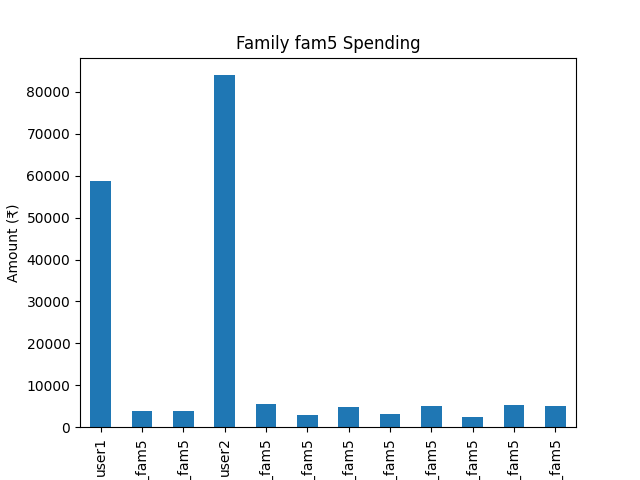 Family fam5 Spending
Amount (₹)
80000
70000
60000
50000
40000
30000
20000
10000
0
user1
_fam5
_fam5
user2
_fam5
_fam5
_fam5
_fam5
_fam5
_fam5
_fam5
_fam5